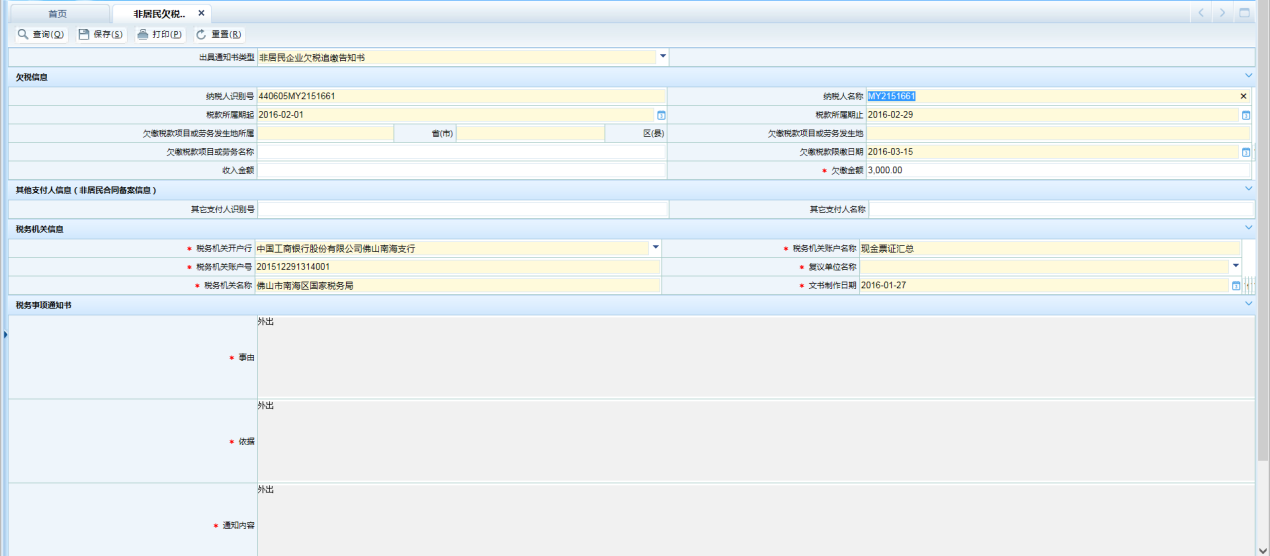 首页 非居民欠税.. ×
查询(Q) 保存(S) 打印(P) 重置(R)
出具通知书类型 非居民企业欠税追缴告知书
欠税信息
纳税人识别号 440605MY2151661 纳税人名称 MY2151661 ×
税款所属期起 2016-02-01 税款所属期止 2016-02-29
欠缴税款项目或劳务发生地所属 省(市) 区(县) 欠缴税款项目或劳务发生地
欠缴税款项目或劳务名称 欠缴税款限缴日期 2016-03-15
收入金额 * 欠缴金额 3,000.00
其他支付人信息(非居民合同备案信息)
其它支付人识别号 其它支付人名称
税务机关信息
* 税务机关开户行 中国工商银行股份有限公司佛山南海支行 * 税务机关账户名称 现金票证汇总
* 税务机关账户号 201512291314001 * 复议单位名称
* 税务机关名称 佛山市南海区国家税务局 * 文书制作日期 2016-01-27
税务事项通知书
* 事由 外出
* 依据 外出
* 通知内容 外出